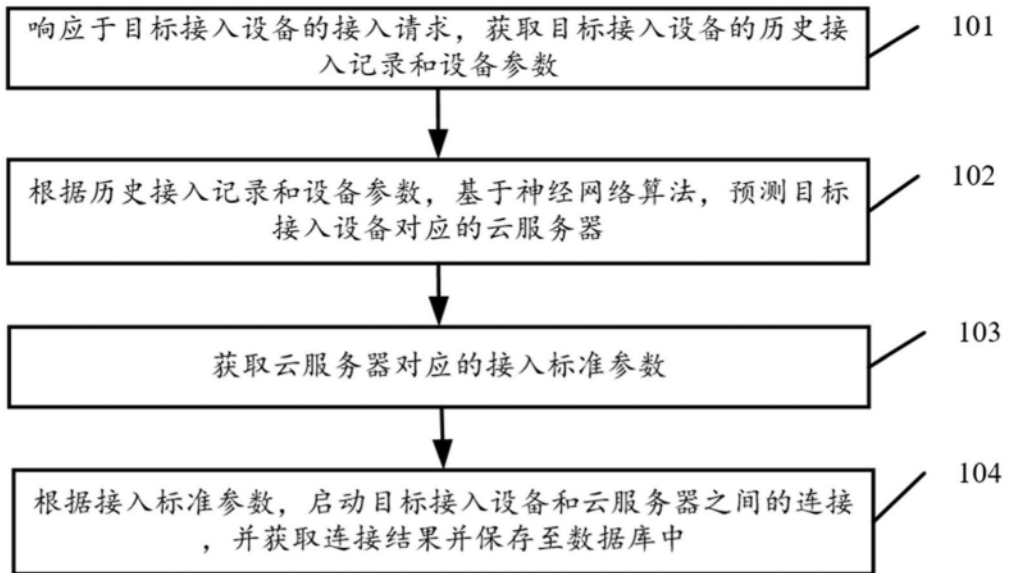 响应于目标接入设备的接入请求，获取目标接入设备的历史接
入记录和设备参数
101
根据历史接入记录和设备参数，基于神经网络算法，预测目标
接入设备对应的云服务器
102
获取云服务器对应的接入标准参数
103
根据接入标准参数，启动目标接入设备和云服务器之间的连接
，并获取连接结果并保存至数据库中
104